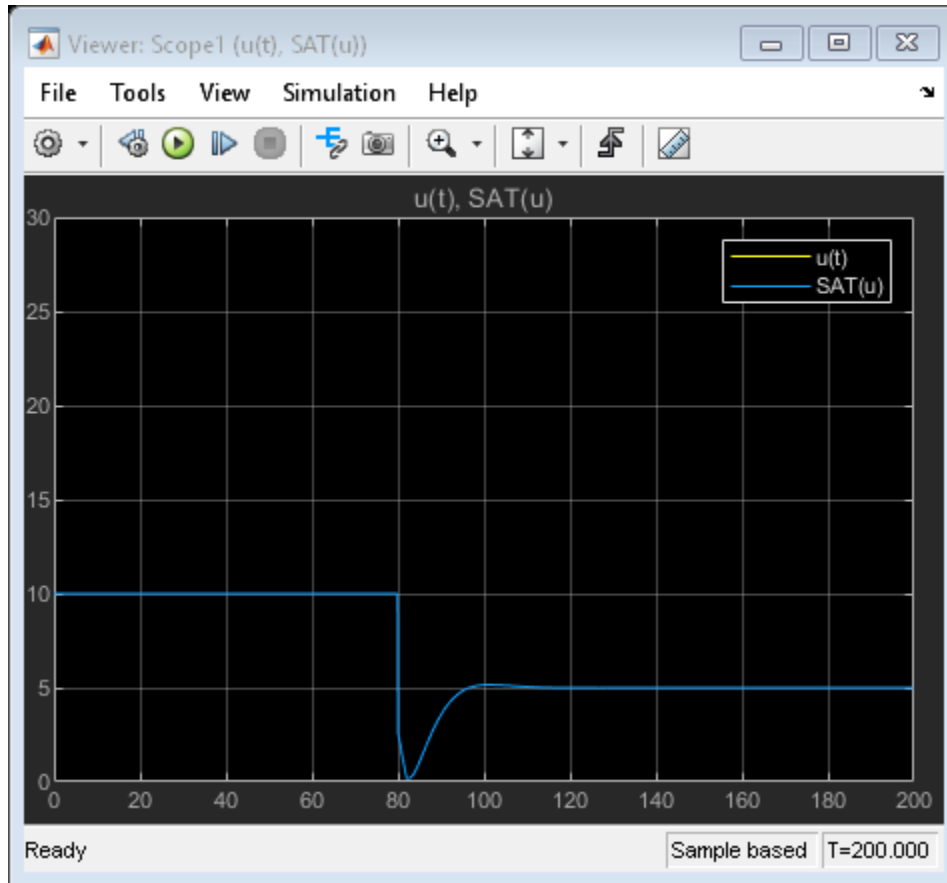 Viewer: Scope1 (u(t), SAT(u))
File Tools View Simulation Help
u(t), SAT(u)
30
u(t)
SAT(u)
25
20
15
10
5
0
0 20 40 60 80 100 120 140 160 180 200
Ready Sample based T=200.000